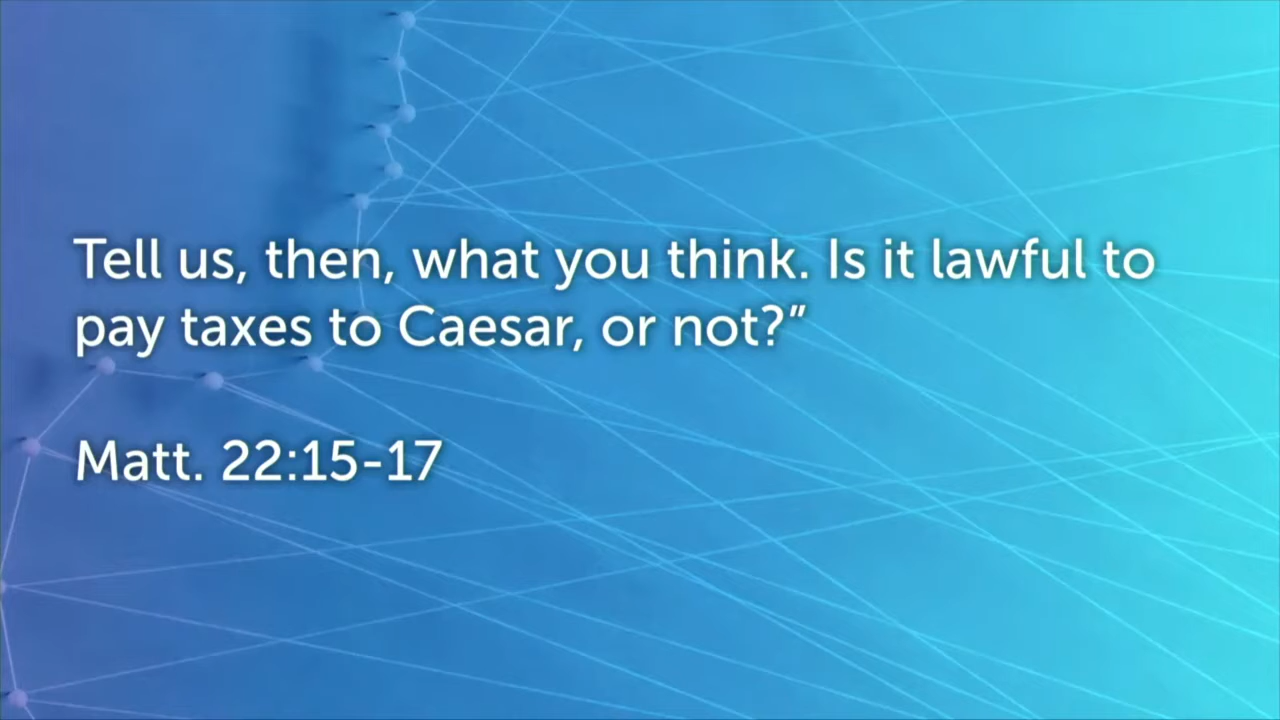 Tell us, then, what you think. Is it lawful to
pay taxes to Caesar, or not?”
Matt. 22:15-17